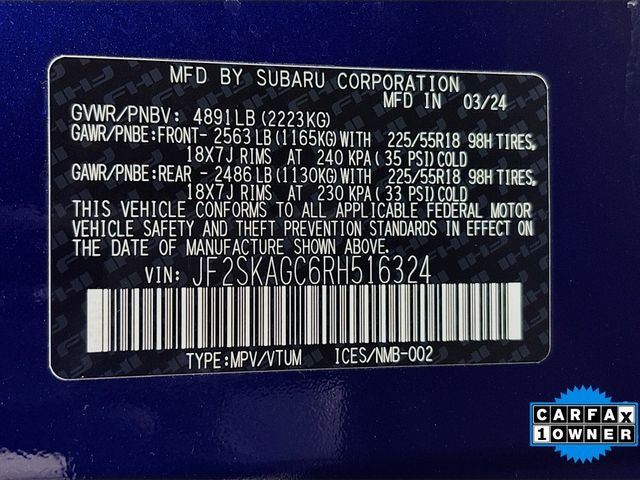 MFD BY SUBARU CORPORATION
MFD IN 03/24
GVWR/PNBV: 4891LB(2223KG)
GAWR/PNBE:FRONT- 2563LB(1165KG)WITH 225/55R18 98H TIRES,
18X7J RIMS AT 240 KPA( 35 PSI)COLD
GAWR/PNBE:REAR - 2486LB(1130KG)WITH 225/55R18 98H TIRES,
18X7J RIMS AT 230 KPA( 33 PSI)COLD
THIS VEHICLE CONFORMS TO ALL APPLICABLE FEDERAL MOTOR
VEHICLE SAFETY AND THEFT PREVENTION STANDARDS IN EFFECT
ON THE DATE OF MANUFACTURE SHOWN ABOVE.
VIN: JF2SKAGC6RH516324
TYPE:MPV/VTUM ICES/NMB-002
CARFAX
1 OWNER